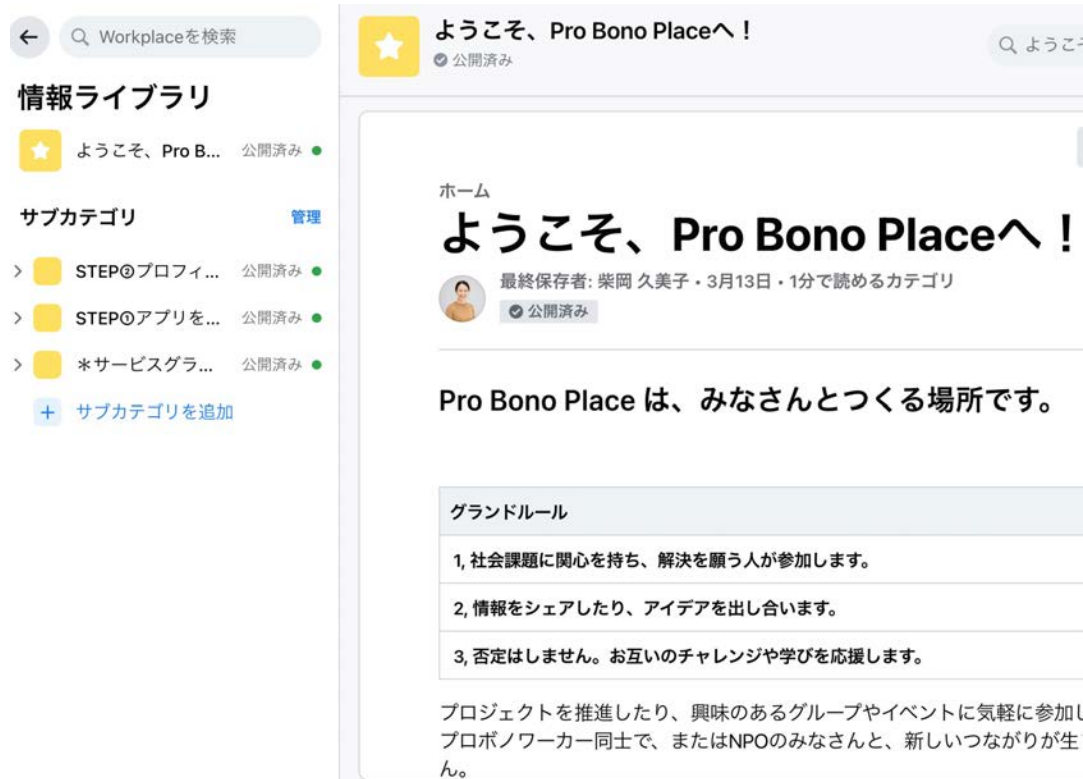 Workplaceを検索
情報ライブラリ
ようこそ、Pro B... 公開済み
サブカテゴリ 管理
STEP②プロフィ... 公開済み
STEP①アプリを... 公開済み
＊サービスグラ... 公開済み
+ サブカテゴリを追加
ようこそ、Pro Bono Placeへ！
公開済み
ようこそ
ホーム
ようこそ、Pro Bono Placeへ！
最終保存者: 柴岡 久美子・3月13日・1分で読めるカテゴリ
公開済み
Pro Bono Place は、みなさんとつくる場所です。
グランドルール
1, 社会課題に関心を持ち、解決を願う人が参加します。
2, 情報をシェアしたり、アイデアを出し合います。
3, 否定はしません。お互いのチャレンジや学びを応援します。
プロジェクトを推進したり、興味のあるグループやイベントに気軽に参加し
プロボノワーカー同士で、またはNPOのみなさんと、新しいつながりが生
ん。